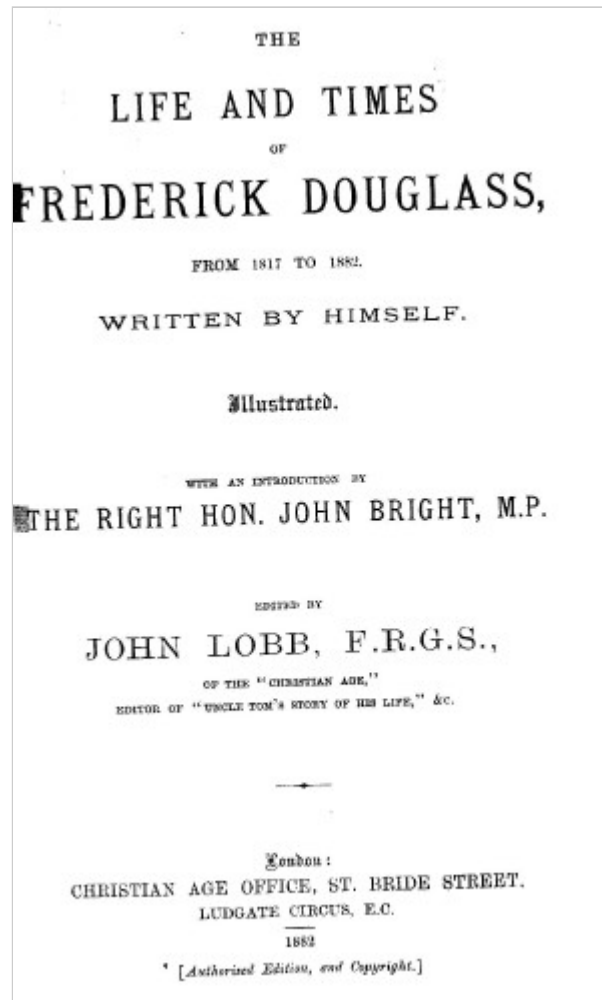 THE
LIFE AND TIMES
OF
FREDERICK DOUGLASS,
FROM 1817 TO 1882.
WRITTEN BY HIMSELF.
Illustrated.
WITH AN INTRODUCTION BY
THE RIGHT HON. JOHN BRIGHT, M.P.
EDITED BY
JOHN LOBB, F.R.G.S.,
OF THE "CHRISTIAN AGE,"
EDITOR OF "UNCLE TOM'S STORY OF HIS LIFE," &C.
London:
CHRISTIAN AGE OFFICE, ST. BRIDE STREET.
LUDGATE CIRCUS, E.C.
1882
[Authorised Edition, and Copyright.]